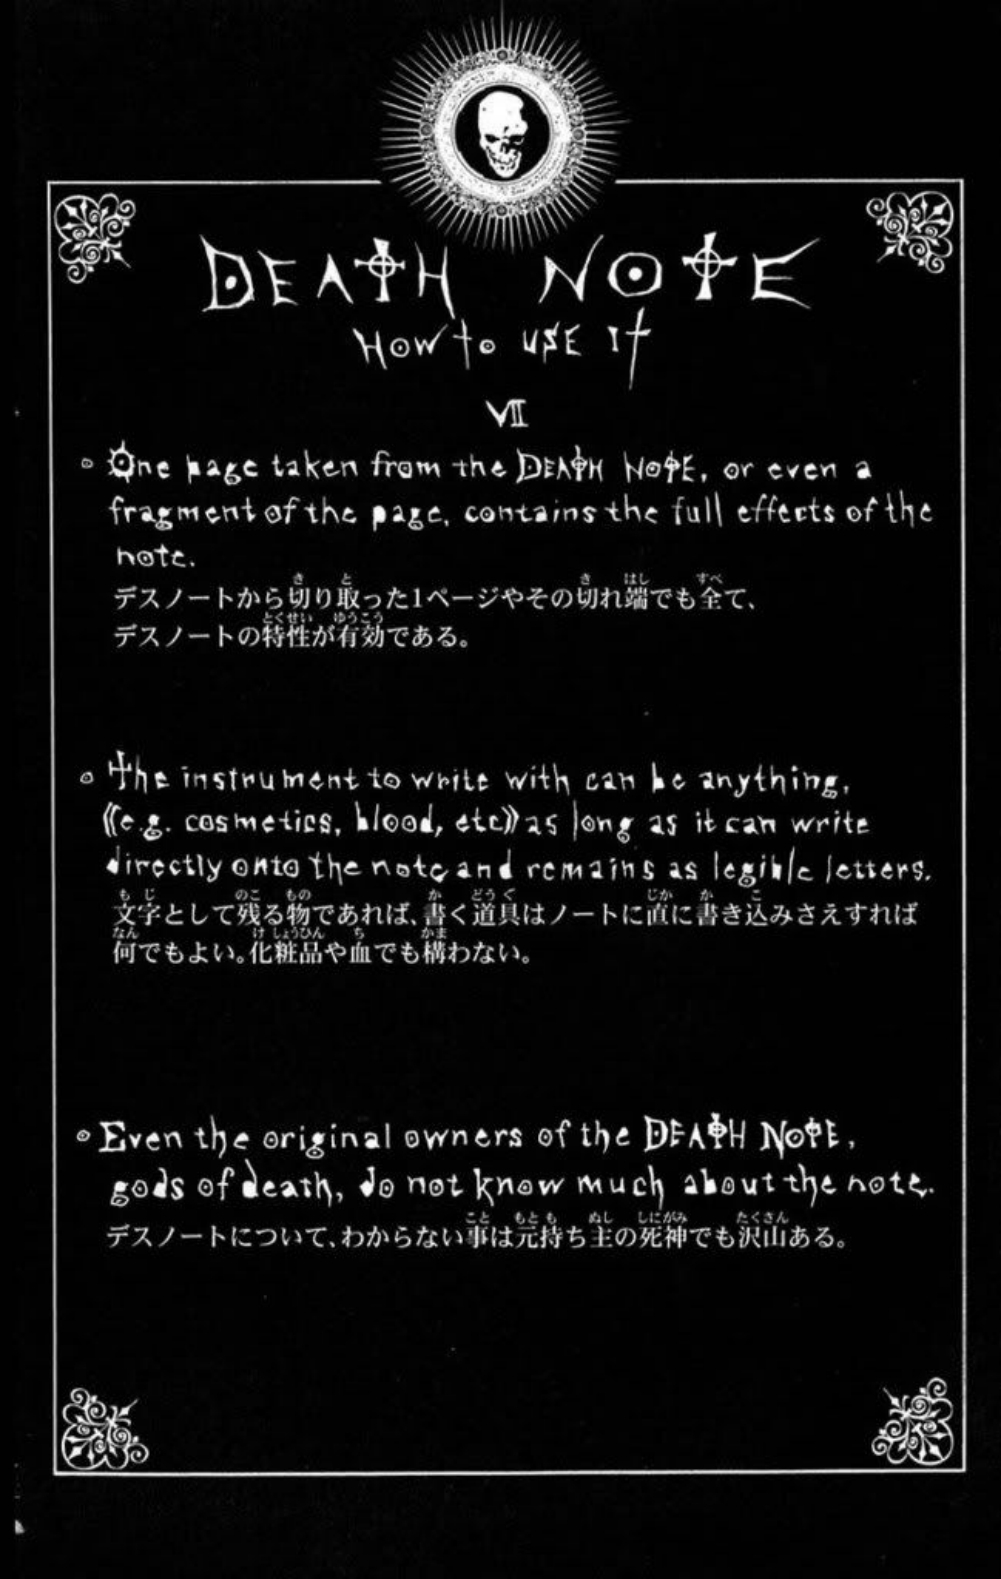 DEATH NOTE
How to use it
VII
One page taken from the DEATH NOTE, or even a
fragment of the page, contains the full effects of the
note.
デスノートから切り取った1ページやその切れ端でも全て、
デスノートの特性が有効である。
The instrument to write with can be anything,
((e.g. cosmetics, blood, etc)) as long as it can write
directly onto the note and remains as legible letters.
文字として残る物であれば、書く道具はノートに直に書き込みさえすれば
何でもよい。化粧品や血でも構わない。
Even the original owners of the DEATH NOTE,
gods of death, do not know much about the note.
デスノートについて、わからない事は元持ち主の死神でも沢山ある。